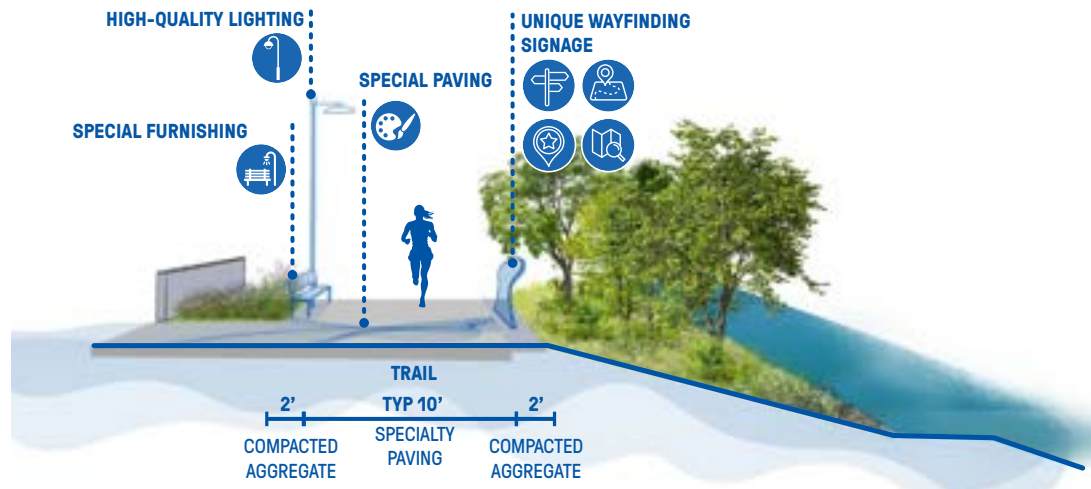 HIGH-QUALITY LIGHTING
UNIQUE WAYFINDING
SIGNAGE
SPECIAL PAVING
SPECIAL FURNISHING
TRAIL
2’
TYP 10’
2’
COMPACTED
AGGREGATE
SPECIALTY
PAVING
COMPACTED
AGGREGATE